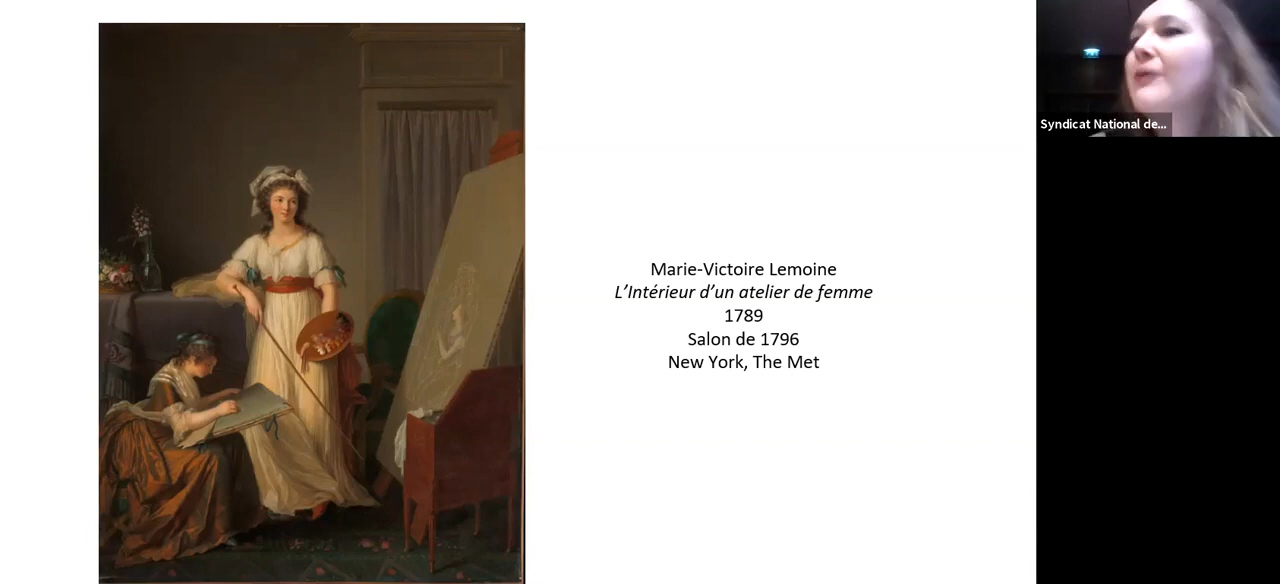 Syndicat National de...
Marie-Victoire Lemoine
L’Intérieur d’un atelier de femme
1789
Salon de 1796
New York, The Met